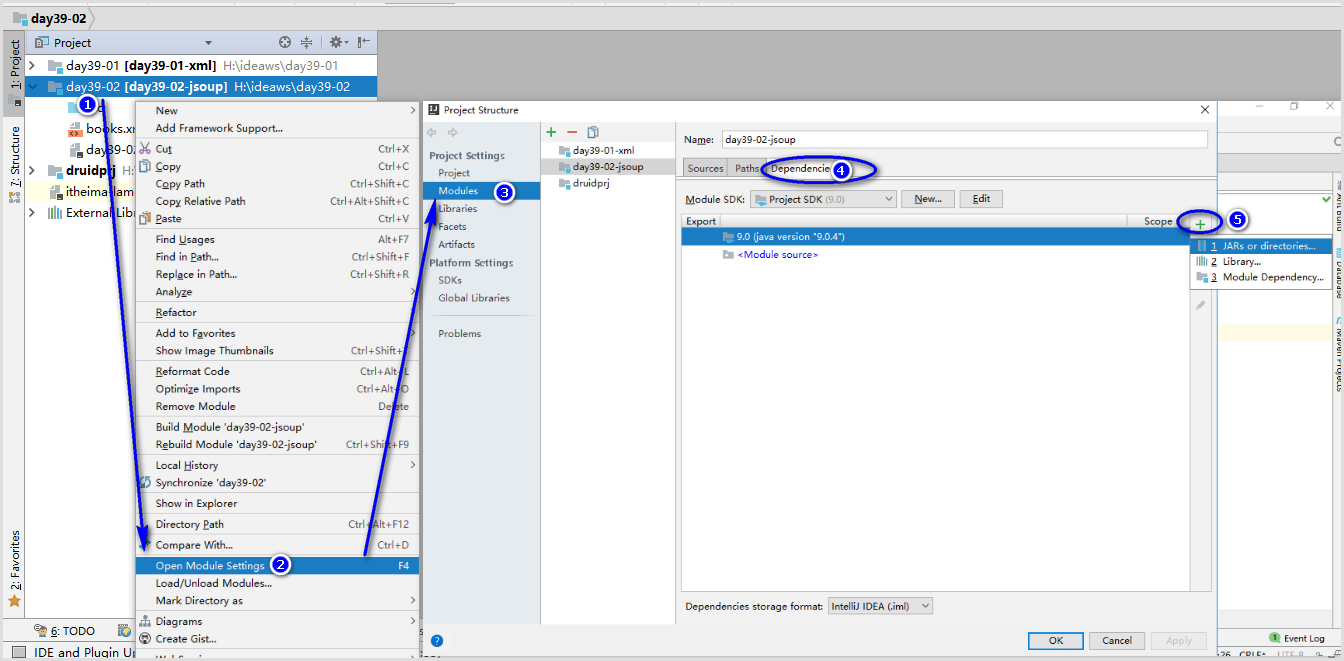 day39-02
Project
day39-01 [day39-01-xml] H:\ideaws\day39-01
day39-02 [day39-02-jsoup] H:\ideaws\day39-02
druidprj
External Lib
1: Project
7: Structure
2: Favorites
1
New
Add Framework Support...
Cut Ctrl+X
Copy Ctrl+C
Copy Path Ctrl+Shift+C
Copy Relative Path Ctrl+Alt+Shift+C
Paste Ctrl+V
Find Usages Alt+F7
Find in Path... Ctrl+Shift+F
Replace in Path... Ctrl+Shift+R
Analyze
Refactor
Add to Favorites
Show Image Thumbnails Ctrl+Shift+
Reformat Code Ctrl+Alt+L
Optimize Imports Ctrl+Alt+O
Remove Module Delete
Build Module 'day39-02-jsoup'
Rebuild Module 'day39-02-jsoup' Ctrl+Shift+F9
Local History
Synchronize 'day39-02'
Show in Explorer
Directory Path Ctrl+Alt+F12
Compare With... Ctrl+D
Open Module Settings 2 F4
Load/Unload Modules...
Mark Directory as
Diagrams
Create Gist...
6: TODO
IDE and Plugin Up
Project Structure
Project Settings
Project
Modules 3
Libraries
Facets
Artifacts
Platform Settings
SDKs
Global Libraries
Problems
day39-01-xml
day39-02-jsoup
druidprj
Name: day39-02-jsoup
Sources Paths Dependencie 4
Module SDK: Project SDK (9.0) New... Edit
Export Scope 5
9.0 (java version "9.0.4")
<Module source>
1 JARs or directories...
2 Library...
3 Module Dependency...
Dependencies storage format: IntelliJ IDEA (.iml)
? OK Cancel Apply
Database
Maven Projects
1 Event Log